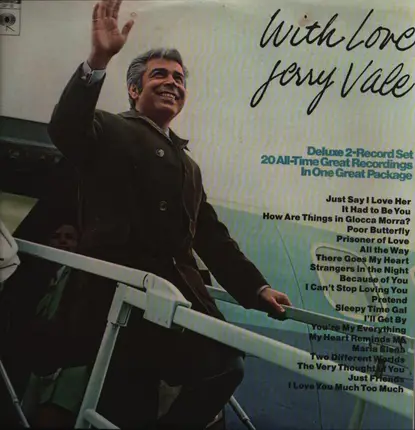 With Love
Jerry Vale
Deluxe 2-Record Set
20 All-Time Great Recordings
In One Great Package
Just Say I Love Her
It Had to Be You
How Are Things in Glocca Morra?
Poor Butterfly
Prisoner of Love
All the Way
There Goes My Heart
Strangers in the Night
Because of You
I Can't Stop Loving You
Pretend
Sleepy Time Gal
I'll Get By
You're My Everything
My Heart Reminds Me
Maria Elena
Two Different Worlds
The Very Thought of You
Just Friends
I Love You Much Too Much